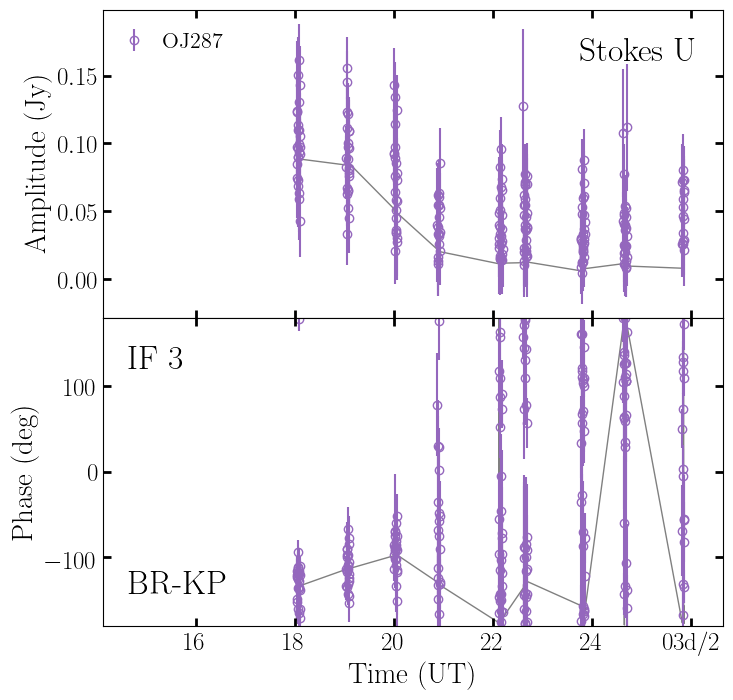 OJ287
Stokes U
Amplitude (Jy)
0.15
0.10
0.05
0.00
IF 3
Phase (deg)
100
0
−100
BR-KP
16 18 20 22 24 03d/2
Time (UT)